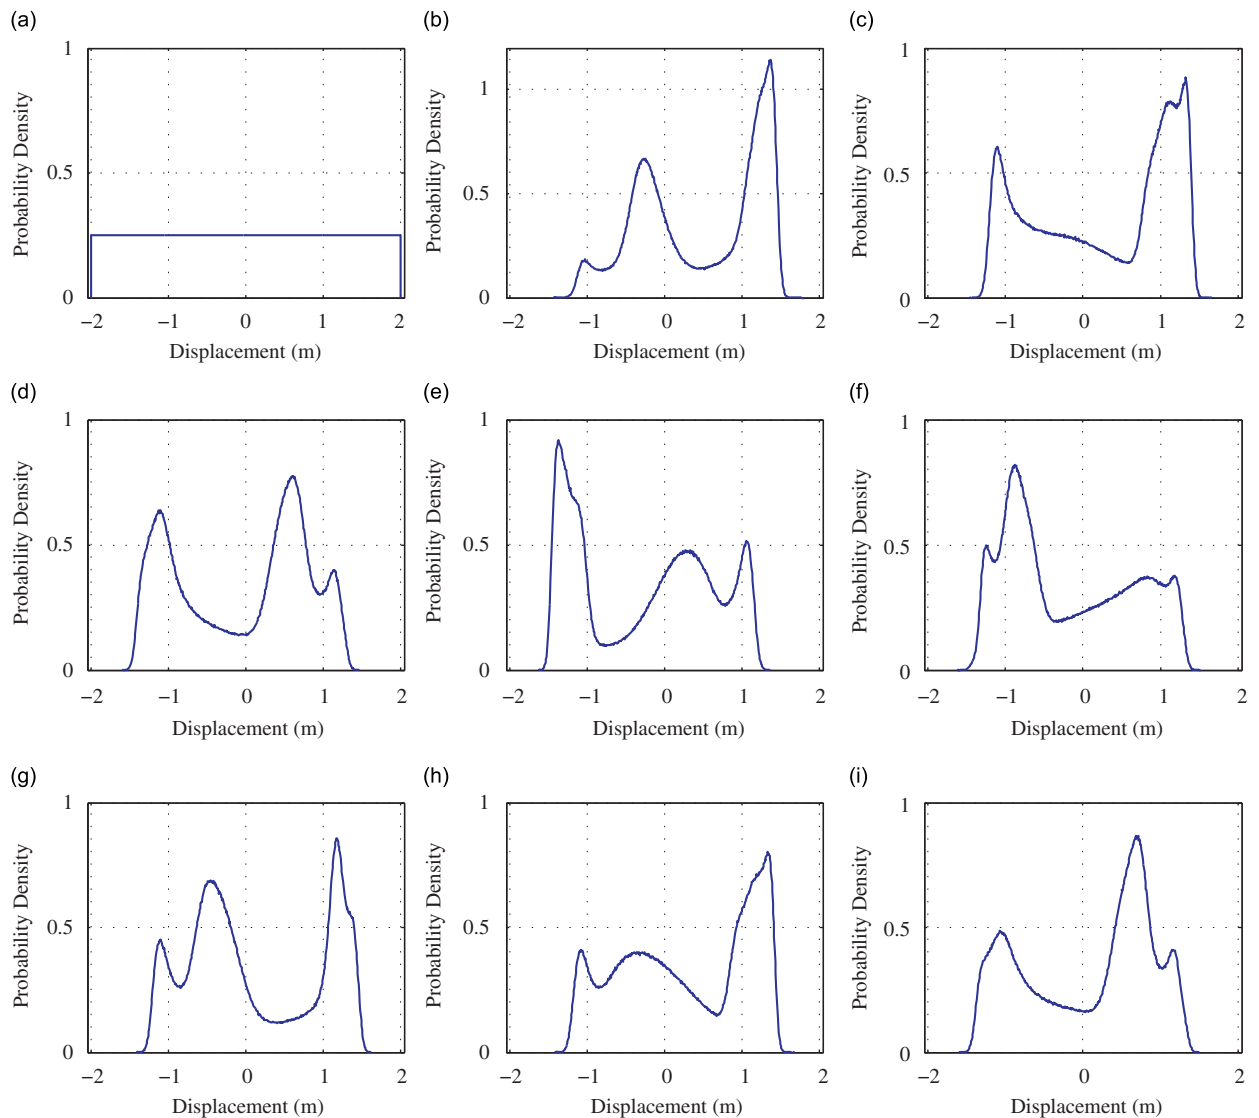 (a) (b) (c)
1 1 1
0.5 0.5 0.5
0 0 0
Probability Density Probability Density Probability Density
−2 −1 0 1 2 −2 −1 0 1 2 −2 −1 0 1 2
Displacement (m) Displacement (m) Displacement (m)
(d) (e) (f)
1 1 1
0.5 0.5 0.5
0 0 0
Probability Density Probability Density Probability Density
−2 −1 0 1 2 −2 −1 0 1 2 −2 −1 0 1 2
Displacement (m) Displacement (m) Displacement (m)
(g) (h) (i)
1 1 1
0.5 0.5 0.5
0 0 0
Probability Density Probability Density Probability Density
−2 −1 0 1 2 −2 −1 0 1 2 −2 −1 0 1 2
Displacement (m) Displacement (m) Displacement (m)